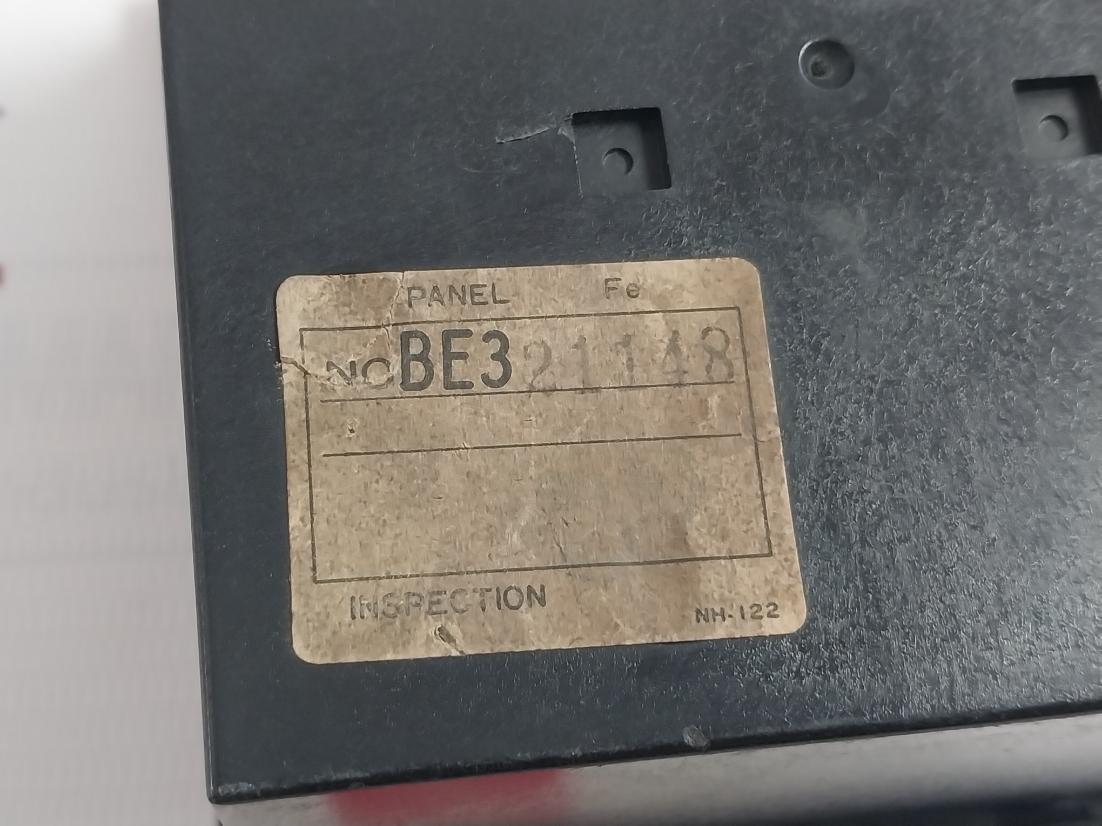 PANEL Fe
NO BE321148
INSPECTION
NH-122